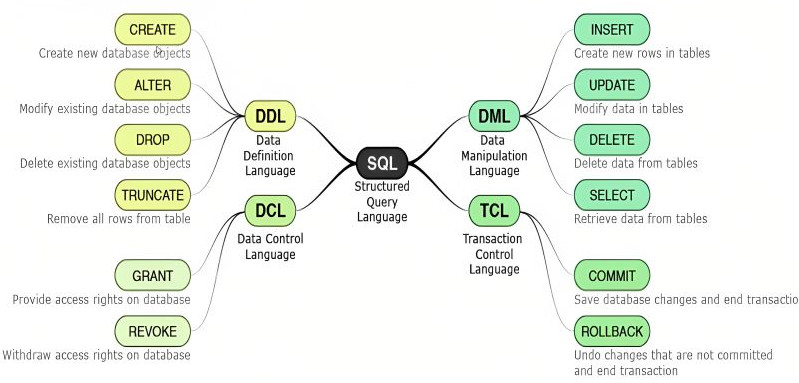 CREATE
Create new database objects
ALTER
Modify existing database objects
DROP
Delete existing database objects
TRUNCATE
Remove all rows from table
DDL
Data
Definition
Language
DCL
Data Control
Language
GRANT
Provide access rights on database
REVOKE
Withdraw access rights on database
SQL
Structured
Query
Language
DML
Data
Manipulation
Language
TCL
Transaction
Control
Language
INSERT
Create new rows in tables
UPDATE
Modify data in tables
DELETE
Delete data from tables
SELECT
Retrieve data from tables
COMMIT
Save database changes and end transactio
ROLLBACK
Undo changes that are not committed
and end transaction